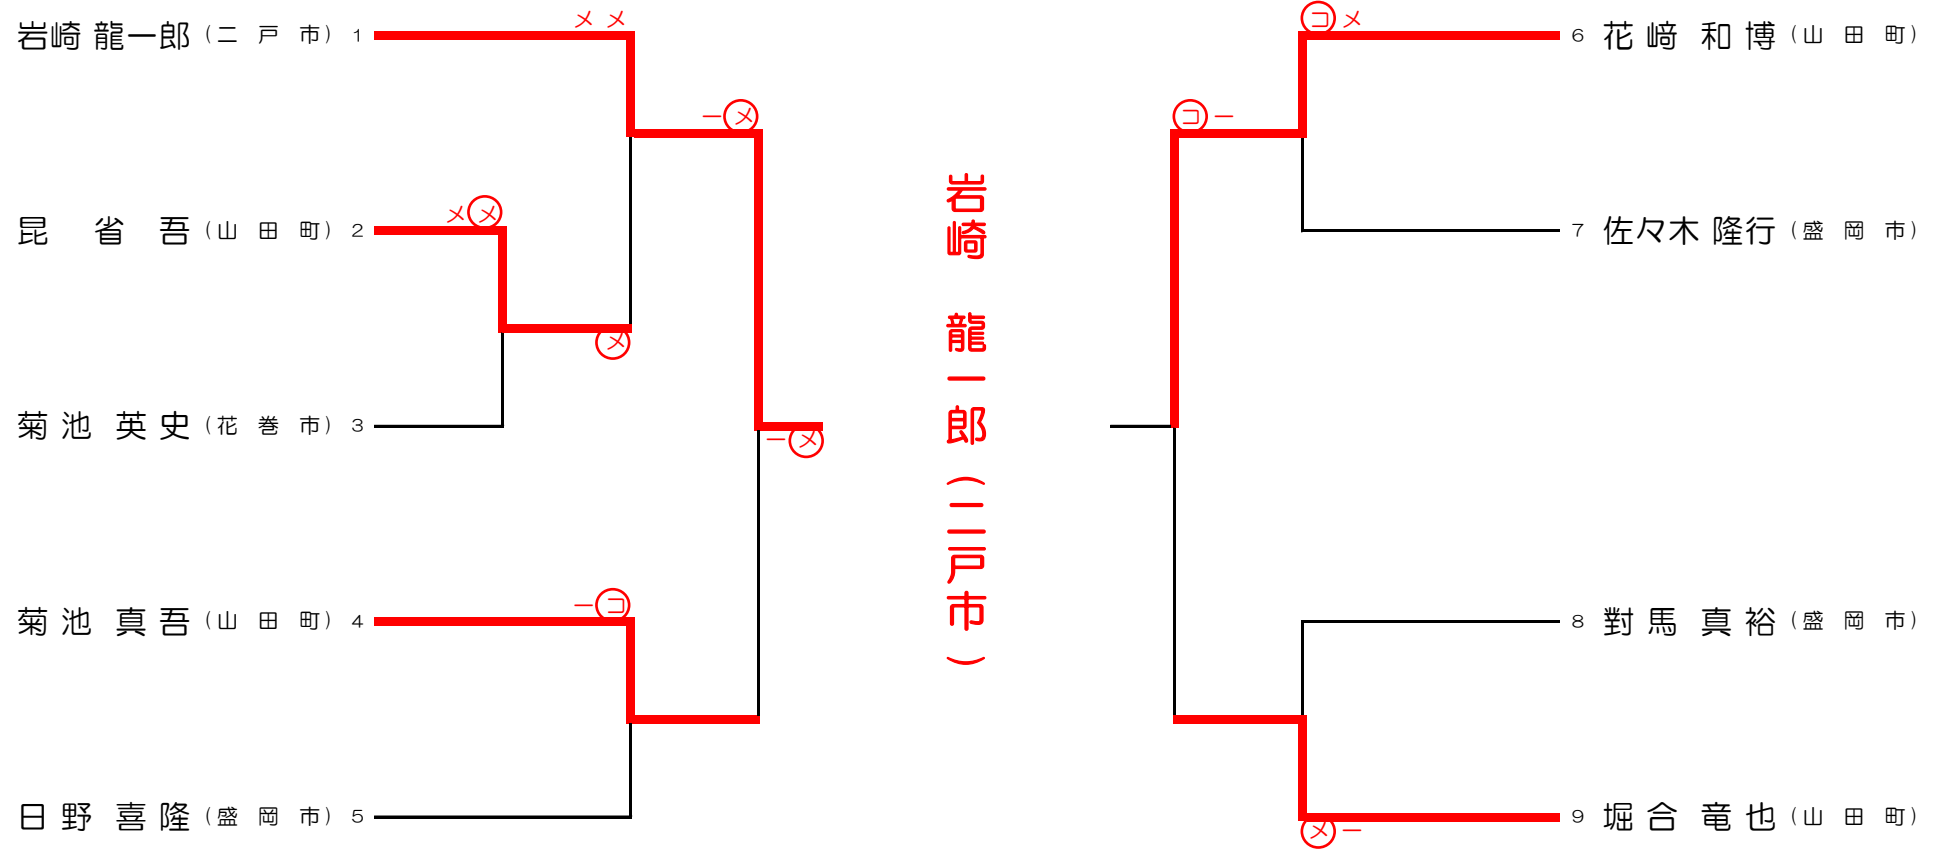 岩崎 龍一郎 (二戸市) 1
メメ
昆 省吾 (山田町) 2
メメ
一メ
メ
菊池 英史 (花巻市) 3
一メ
菊池 真吾 (山田町) 4
一コ
日野 喜隆 (盛岡市) 5
岩崎 龍一郎(二戸市)
コメ
6 花﨑 和博 (山田町)
コ一
7 佐々木 隆行 (盛岡市)
8 對馬 真裕 (盛岡市)
9 堀合 竜也 (山田町)
メ一